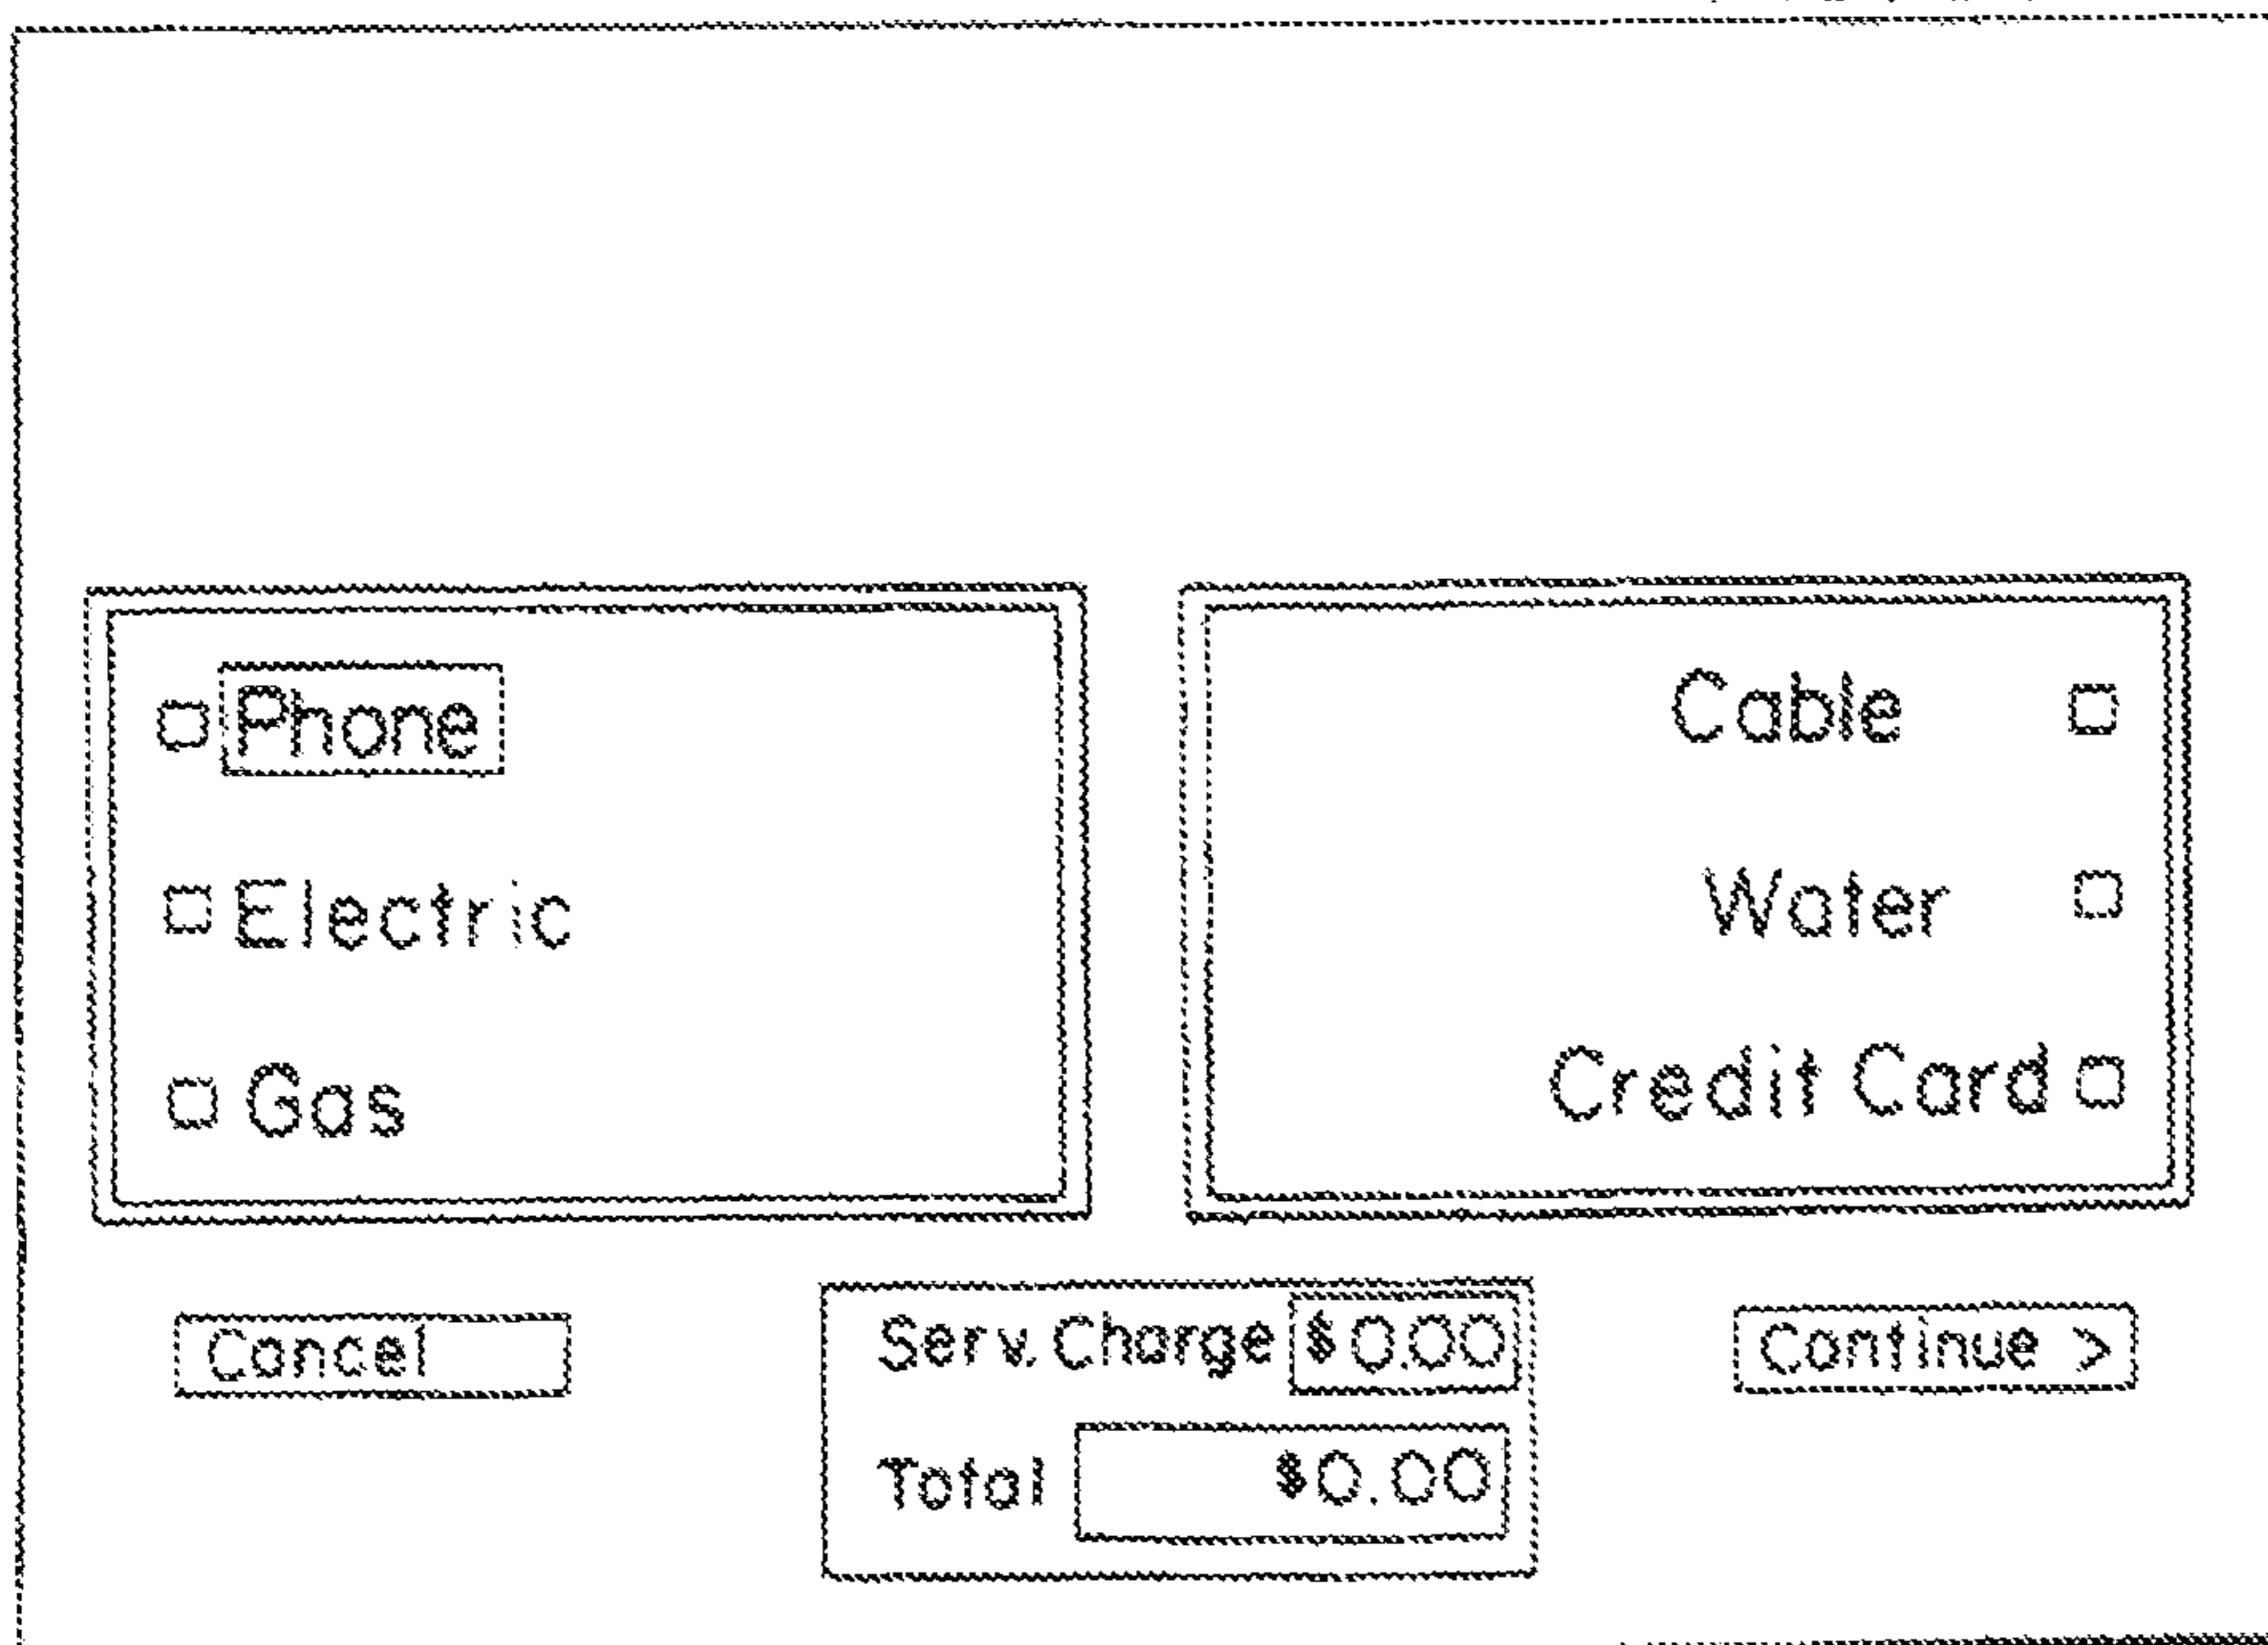 Phone
Electric
Gas
Cable
Water
Credit Card
Cancel
Serv. Charge $0.00
Total $0.00
Continue >